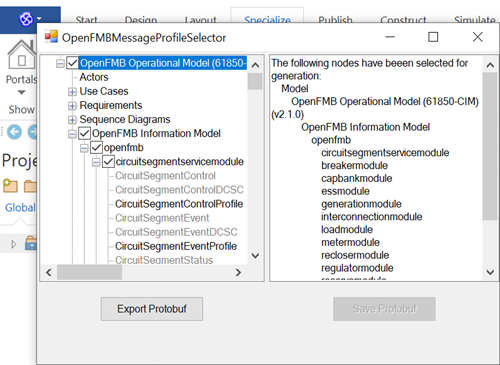 Start
Design
Layout
Specialize
Publish
Construct
Simulate
Portals
Show
Proje
Global
OpenFMBMessageProfileSelector
OpenFMB Operational Model (61850-
Actors
Use Cases
Requirements
Sequence Diagrams
OpenFMB Information Model
openfmb
circuitsegmentservicemodule
CircuitSegmentControl
CircuitSegmentControlDCSC
CircuitSegmentControlProfile
CircuitSegmentEvent
CircuitSegmentEventDCSC
CircuitSegmentEventProfile
CircuitSegmentStatus
The following nodes have beeen selected for
generation:
Model
OpenFMB Operational Model (61850-CIM)
(v2.1.0)
OpenFMB Information Model
openfmb
circuitsegmentservicemodule
breakermodule
capbankmodule
essmodule
generationmodule
interconnectionmodule
loadmodule
metermodule
reclosermodule
regulatormodule
Export Protobuf
Save Protobuf